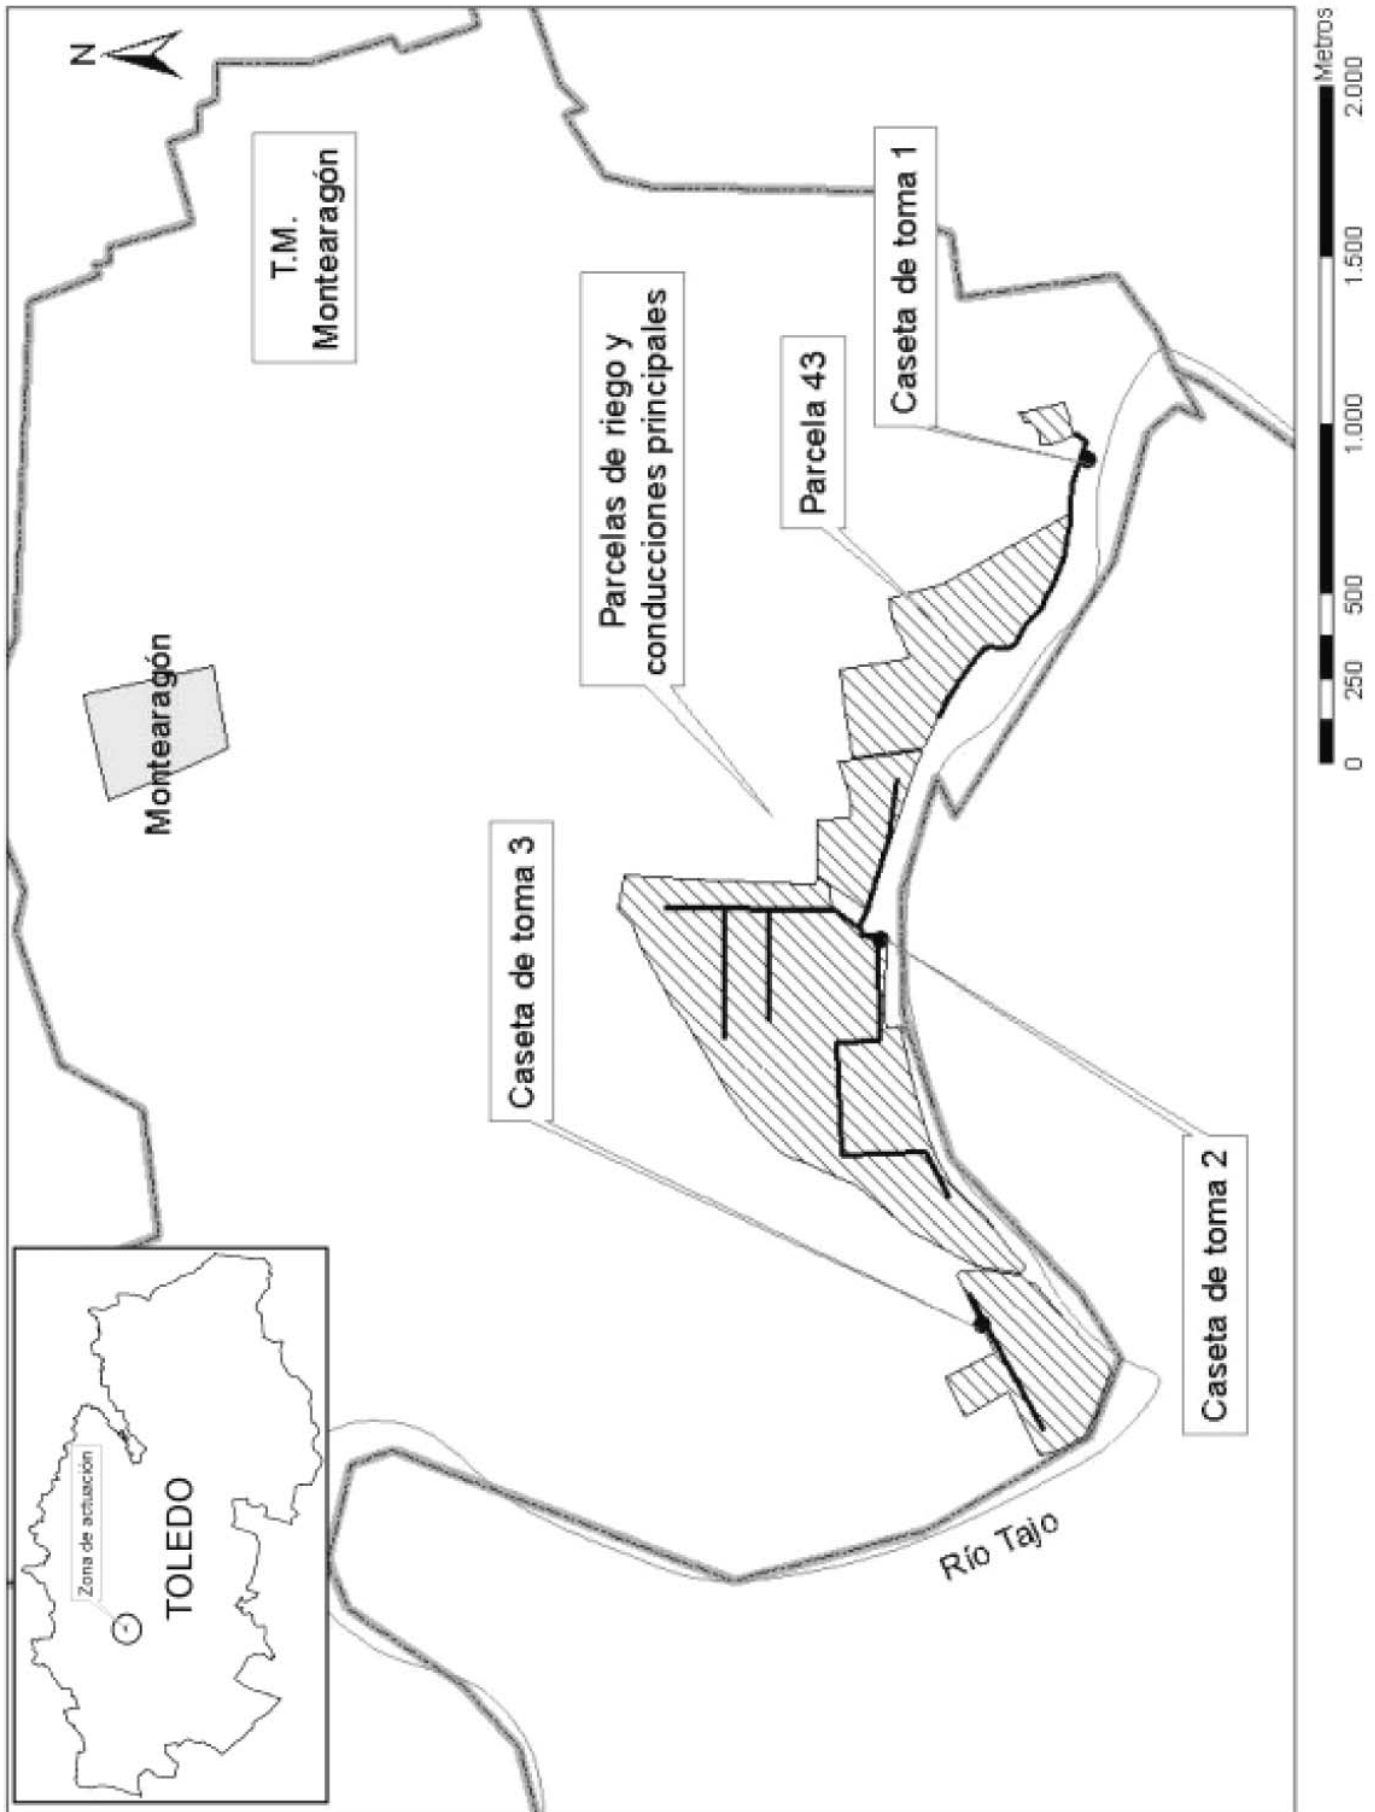 N
T.M.
Montearagón
Montearagón
Zona de actuación
TOLEDO
Parcelas de riego y
conducciones principales
Caseta de toma 3
Parcela 43
Caseta de toma 1
Río Tajo
Caseta de toma 2
0 250 500 1.000 1.500 2.000
Metros